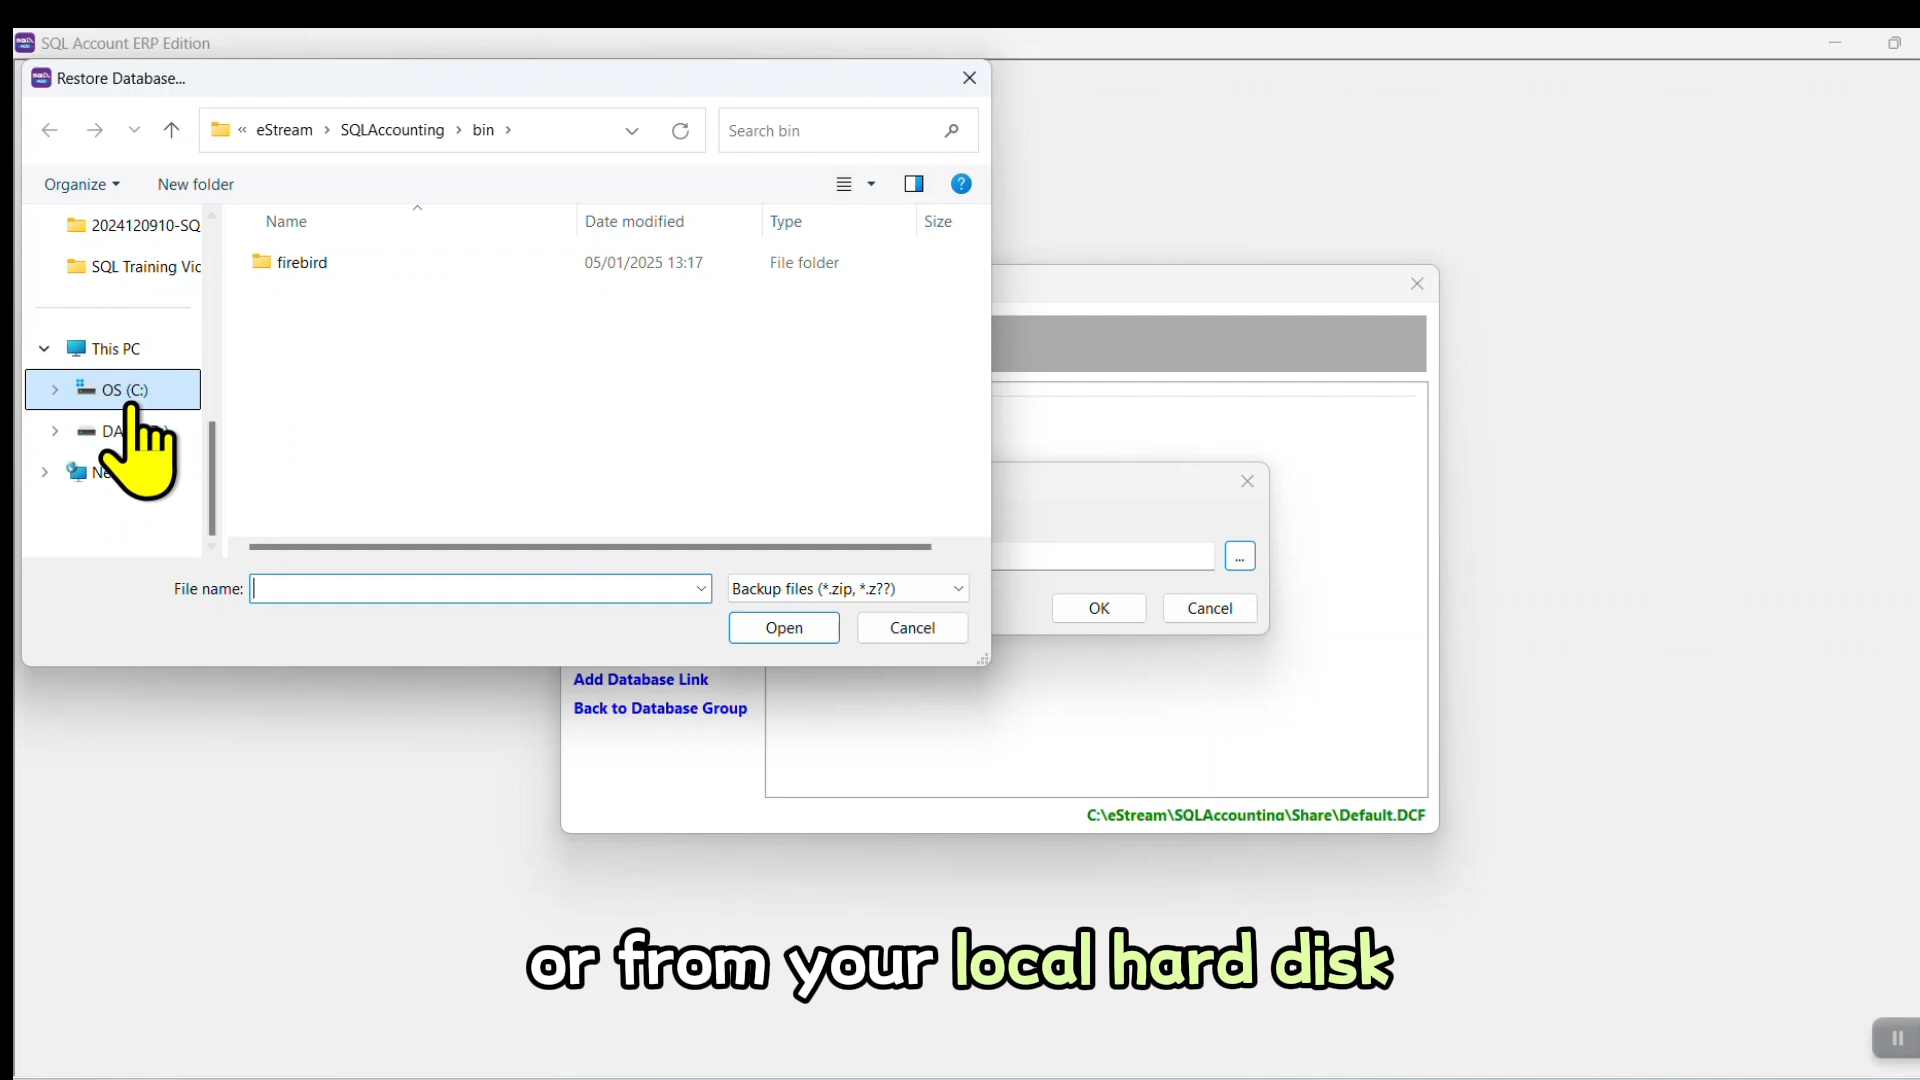 SQL Account ERP Edition
Restore Database...
« eStream > SQLAccounting > bin >
Search bin
Organize
New folder
Name
Date modified
Type
Size
2024120910-SQ
SQL Training Vic
firebird
05/01/2025 13:17
File folder
This PC
OS (C:)
DA
Ne
File name:
Backup files (*.zip, *.z??)
Open
Cancel
...
OK
Cancel
Add Database Link
Back to Database Group
C:\eStream\SQLAccounting\Share\Default.DCF
or from your local hard disk